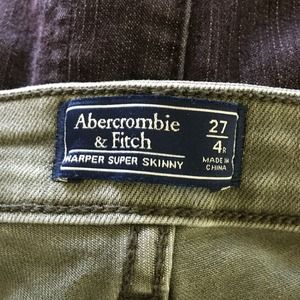 Abercrombie
& Fitch
HARPER SUPER SKINNY
27
4R
MADE IN
CHINA